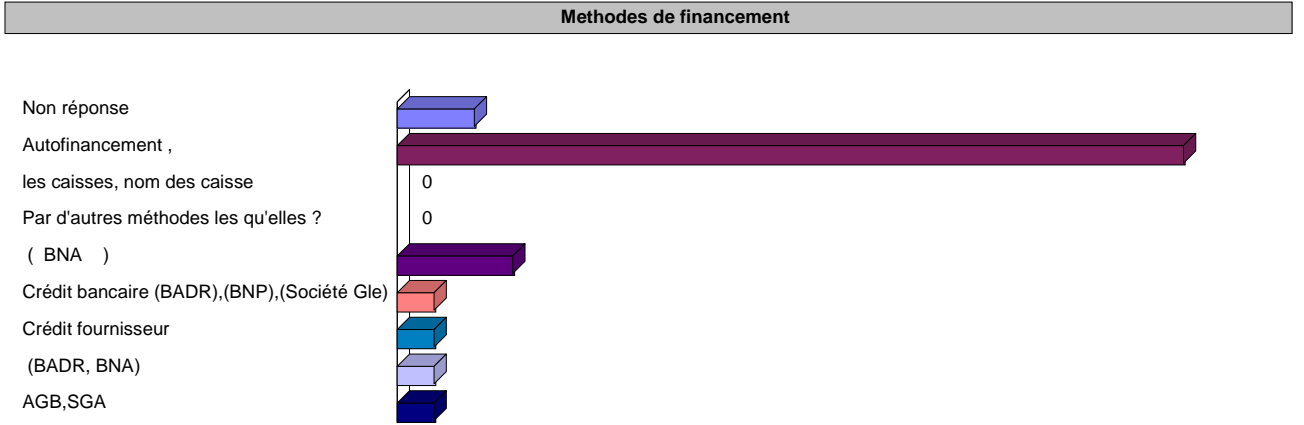 Methodes de financement
Non réponse
Autofinancement ,
les caisses, nom des caisse 0
Par d'autres méthodes les qu'elles ? 0
( BNA )
Crédit bancaire (BADR),(BNP),(Société Gle)
Crédit fournisseur
(BADR, BNA)
AGB,SGA